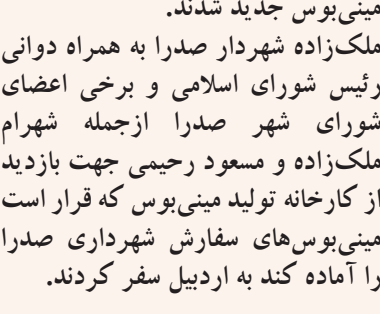 مینی‌بوس جدید شدند.
ملک‌زاده شهردار صدرا به همراه دوانی
رئیس شورای اسلامی و برخی اعضای
شورای شهر صدرا ازجمله شهرام
ملک‌زاده و مسعود رحیمی جهت بازدید
از کارخانه تولید مینی‌بوس که قرار است
مینی‌بوس‌های سفارش شهرداری صدرا
را آماده کند به اردبیل سفر کردند.